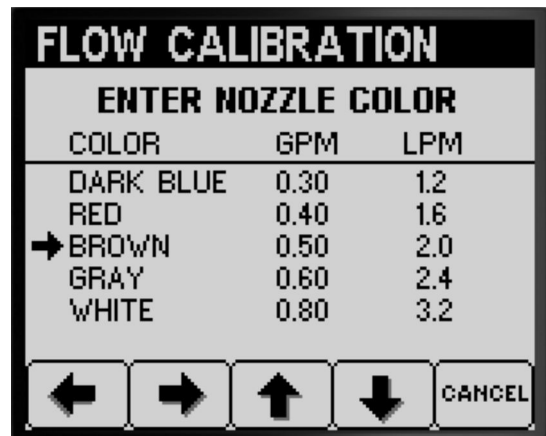 FLOW CALIBRATION
ENTER NOZZLE COLOR
COLOR GPM LPM
DARK BLUE 0.30 1.2
RED 0.40 1.6
BROWN 0.50 2.0
GRAY 0.60 2.4
WHITE 0.80 3.2
CANCEL